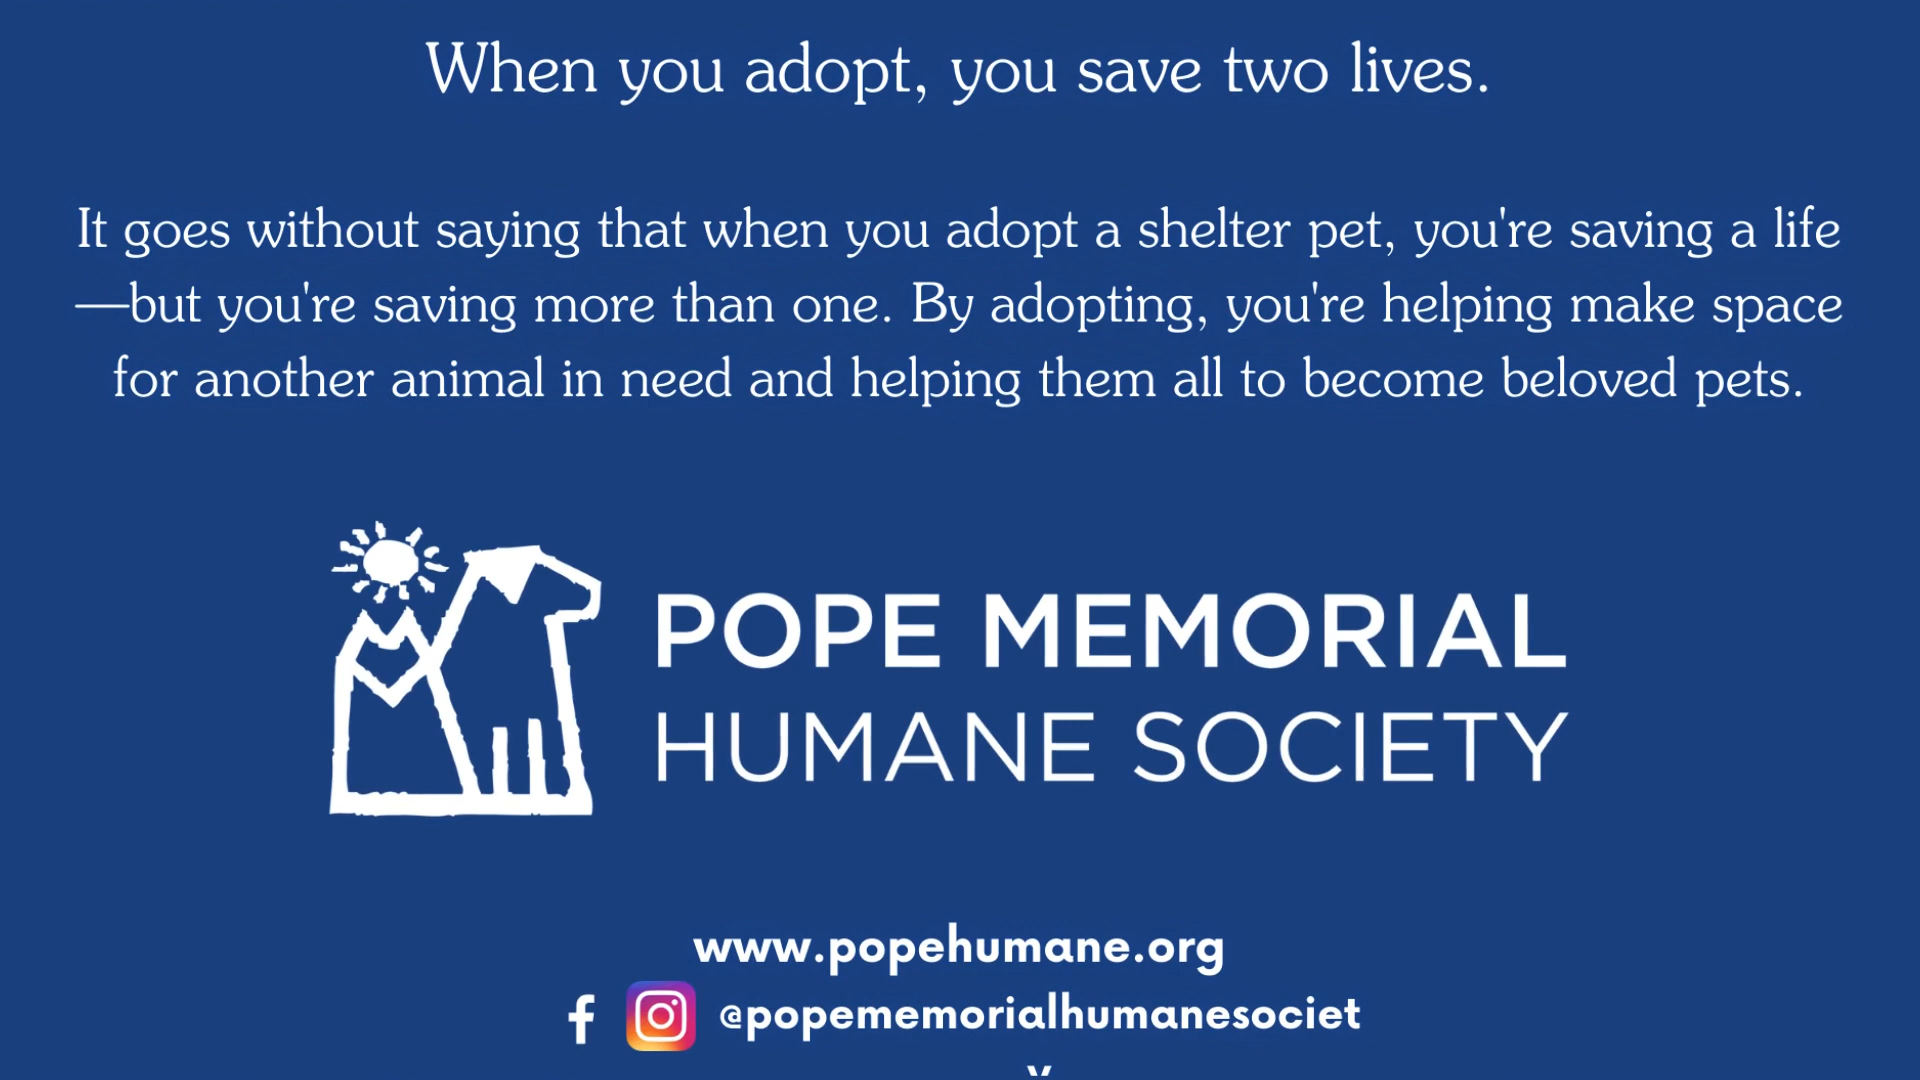 When you adopt, you save two lives.
It goes without saying that when you adopt a shelter pet, you're saving a life
—but you're saving more than one. By adopting, you're helping make space
for another animal in need and helping them all to become beloved pets.
POPE MEMORIAL
HUMANE SOCIETY
www.popehumane.org
@popememorialhumanesociet
y